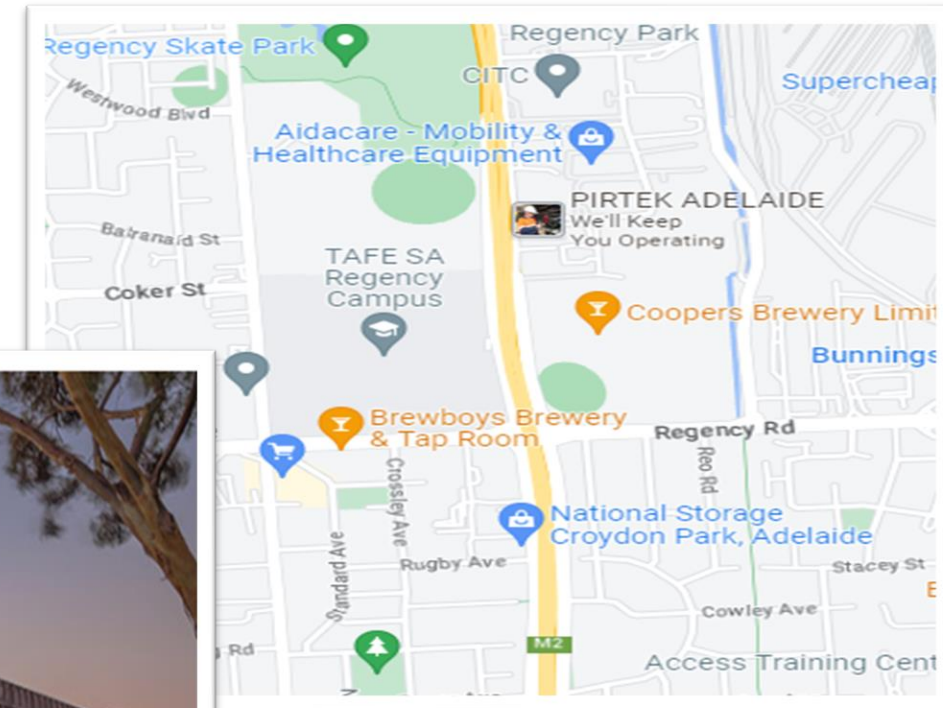 Regency Skate Park
Regency Park
CITC
Westwood Blvd
Aidacare - Mobility &
Healthcare Equipment
PIRTEK ADELAIDE
We'll Keep
You Operating
Balranald St
TAFE SA
Regency
Campus
Coker St
Coopers Brewery
Bunnings
Brewboys Brewery
& Tap Room
Regency Rd
Reo Rd
Crossley Ave
National Storage
Croydon Park, Adelaide
Standard Ave
Rugby Ave
Stacey St
Cowley Ave
Rd
M2
Access Training